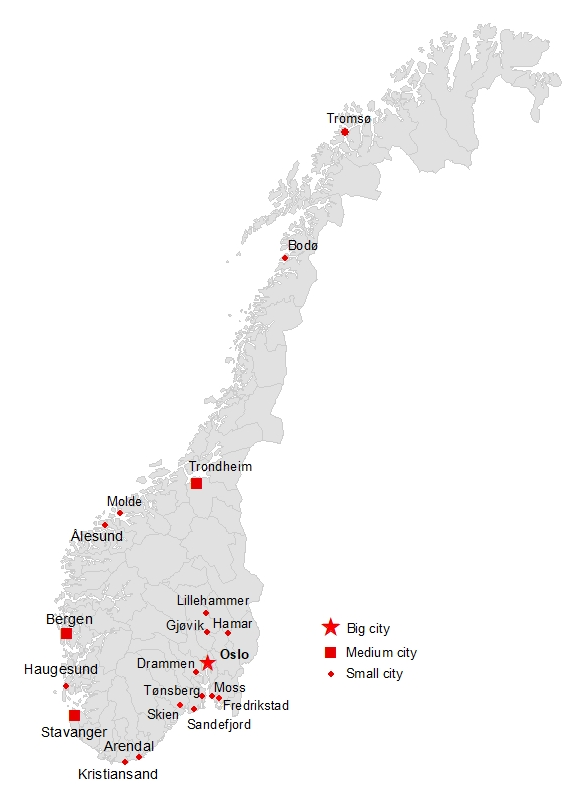 Tromsø
Bodø
Trondheim
Molde
Ålesund
Lillehammer
Bergen
Gjøvik
Hamar
Oslo
Haugesund
Drammen
Tønsberg
Moss
Fredrikstad
Skien
Sandefjord
Stavanger
Arendal
Kristiansand
Big city
Medium city
Small city